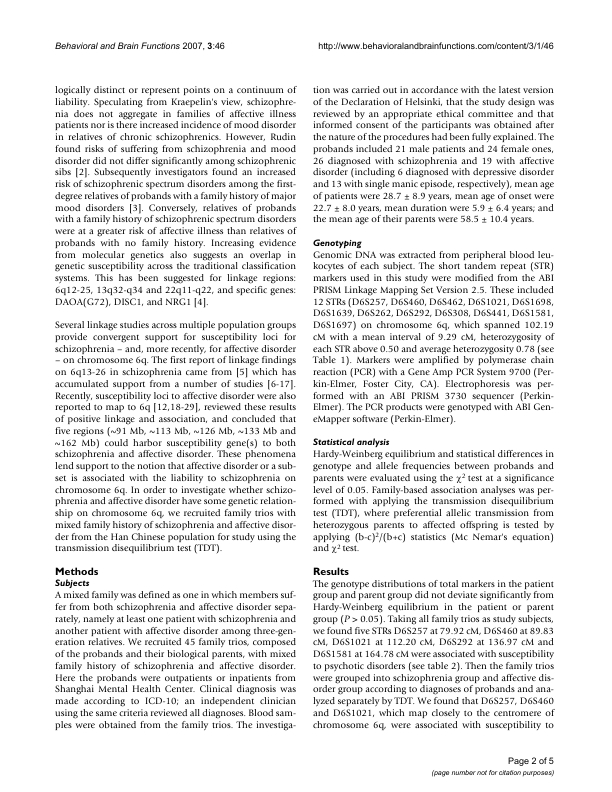 Behavioral and Brain Functions 2007, 3:46
http://www.behavioralandbrainfunctions.com/content/3/1/46
logically distinct or represent points on a continuum of
liability. Speculating from Kraepelin's view, schizophre-
nia does not aggregate in families of affective illness
patients nor is there increased incidence of mood disorder
in relatives of chronic schizophrenics. However, Rudin
found risks of suffering from schizophrenia and mood
disorder did not differ significantly among schizophrenic
sibs [2]. Subsequently investigators found an increased
risk of schizophrenic spectrum disorders among the first-
degree relatives of probands with a family history of major
mood disorders [3]. Conversely, relatives of probands
with a family history of schizophrenic spectrum disorders
were at a greater risk of affective illness than relatives of
probands with no family history. Increasing evidence
from molecular genetics also suggests an overlap in
genetic susceptibility across the traditional classification
systems. This has been suggested for linkage regions:
6q12-25, 13q32-q34 and 22q11-q22, and specific genes:
DAOA(G72), DISC1, and NRG1 [4].
Several linkage studies across multiple population groups
provide convergent support for susceptibility loci for
schizophrenia – and, more recently, for affective disorder
– on chromosome 6q. The first report of linkage findings
on 6q13-26 in schizophrenia came from [5] which has
accumulated support from a number of studies [6-17].
Recently, susceptibility loci to affective disorder were also
reported to map to 6q [12,18-29], reviewed these results
of positive linkage and association, and concluded that
five regions (~91 Mb, ~113 Mb, ~126 Mb, ~133 Mb and
~162 Mb) could harbor susceptibility gene(s) to both
schizophrenia and affective disorder. These phenomena
lend support to the notion that affective disorder or a sub-
set is associated with the liability to schizophrenia on
chromosome 6q. In order to investigate whether schizo-
phrenia and affective disorder have some genetic relation-
ship on chromosome 6q, we recruited family trios with
mixed family history of schizophrenia and affective disor-
der from the Han Chinese population for study using the
transmission disequilibrium test (TDT).
Methods
Subjects
A mixed family was defined as one in which members suf-
fer from both schizophrenia and affective disorder sepa-
rately, namely at least one patient with schizophrenia and
another patient with affective disorder among three-gen-
eration relatives. We recruited 45 family trios, composed
of the probands and their biological parents, with mixed
family history of schizophrenia and affective disorder.
Here the probands were outpatients or inpatients from
Shanghai Mental Health Center. Clinical diagnosis was
made according to ICD-10; an independent clinician
using the same criteria reviewed all diagnoses. Blood sam-
ples were obtained from the family trios. The investiga-
tion was carried out in accordance with the latest version
of the Declaration of Helsinki, that the study design was
reviewed by an appropriate ethical committee and that
informed consent of the participants was obtained after
the nature of the procedures had been fully explained. The
probands included 21 male patients and 24 female ones,
26 diagnosed with schizophrenia and 19 with affective
disorder (including 6 diagnosed with depressive disorder
and 13 with single manic episode, respectively), mean age
of patients were 28.7 ± 8.9 years, mean age of onset were
22.7 ± 8.0 years, mean duration were 5.9 ± 6.4 years; and
the mean age of their parents were 58.5 ± 10.4 years.
Genotyping
Genomic DNA was extracted from peripheral blood leu-
kocytes of each subject. The short tandem repeat (STR)
markers used in this study were modified from the ABI
PRISM Linkage Mapping Set Version 2.5. These included
12 STRs (D6S257, D6S460, D6S462, D6S1021, D6S1698,
D6S1639, D6S262, D6S292, D6S308, D6S441, D6S1581,
D6S1697) on chromosome 6q, which spanned 102.19
cM with a mean interval of 9.29 cM, heterozygosity of
each STR above 0.50 and average heterozygosity 0.78 (see
Table 1). Markers were amplified by polymerase chain
reaction (PCR) with a Gene Amp PCR System 9700 (Per-
kin-Elmer, Foster City, CA). Electrophoresis was per-
formed with an ABI PRISM 3730 sequencer (Perkin-
Elmer). The PCR products were genotyped with ABI Gen-
eMapper software (Perkin-Elmer).
Statistical analysis
Hardy-Weinberg equilibrium and statistical differences in
genotype and allele frequencies between probands and
parents were evaluated using the χ² test at a significance
level of 0.05. Family-based association analyses was per-
formed with applying the transmission disequilibrium
test (TDT), where preferential allelic transmission from
heterozygous parents to affected offspring is tested by
applying (b-c)²/(b+c) statistics (Mc Nemar's equation)
and χ² test.
Results
The genotype distributions of total markers in the patient
group and parent group did not deviate significantly from
Hardy-Weinberg equilibrium in the patient or parent
group (P > 0.05). Taking all family trios as study subjects,
we found five STRs D6S257 at 79.92 cM, D6S460 at 89.83
cM, D6S1021 at 112.20 cM, D6S292 at 136.97 cM and
D6S1581 at 164.78 cM were associated with susceptibility
to psychotic disorders (see table 2). Then the family trios
were grouped into schizophrenia group and affective dis-
order group according to diagnoses of probands and ana-
lyzed separately by TDT. We found that D6S257, D6S460
and D6S1021, which map closely to the centromere of
chromosome 6q, were associated with susceptibility to
Page 2 of 5
(page number not for citation purposes)